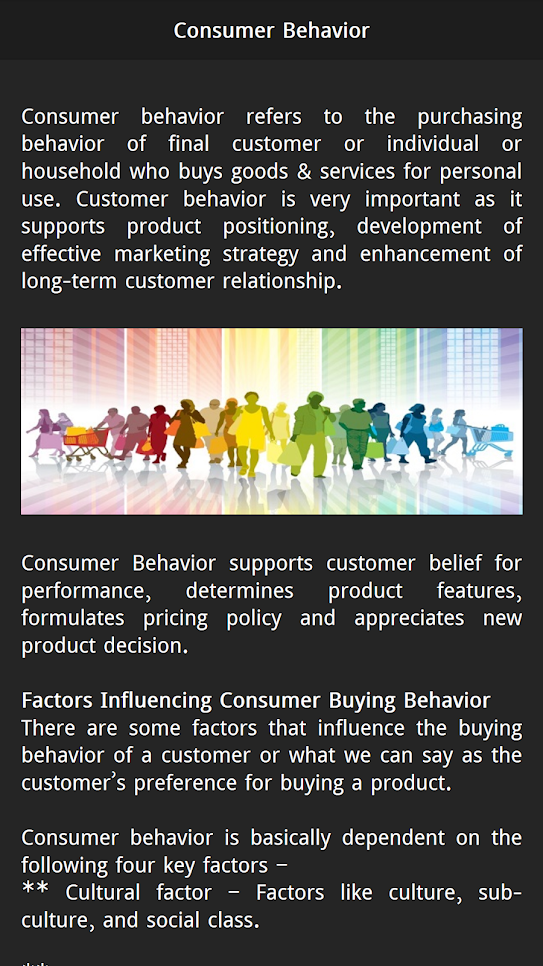 Consumer Behavior
Consumer behavior refers to the purchasing
behavior of final customer or individual or
household who buys goods & services for personal
use. Customer behavior is very important as it
supports product positioning, development of
effective marketing strategy and enhancement of
long-term customer relationship.
Consumer Behavior supports customer belief for
performance, determines product features,
formulates pricing policy and appreciates new
product decision.
Factors Influencing Consumer Buying Behavior
There are some factors that influence the buying
behavior of a customer or what we can say as the
customer’s preference for buying a product.
Consumer behavior is basically dependent on the
following four key factors −
** Cultural factor − Factors like culture, sub-
culture, and social class.